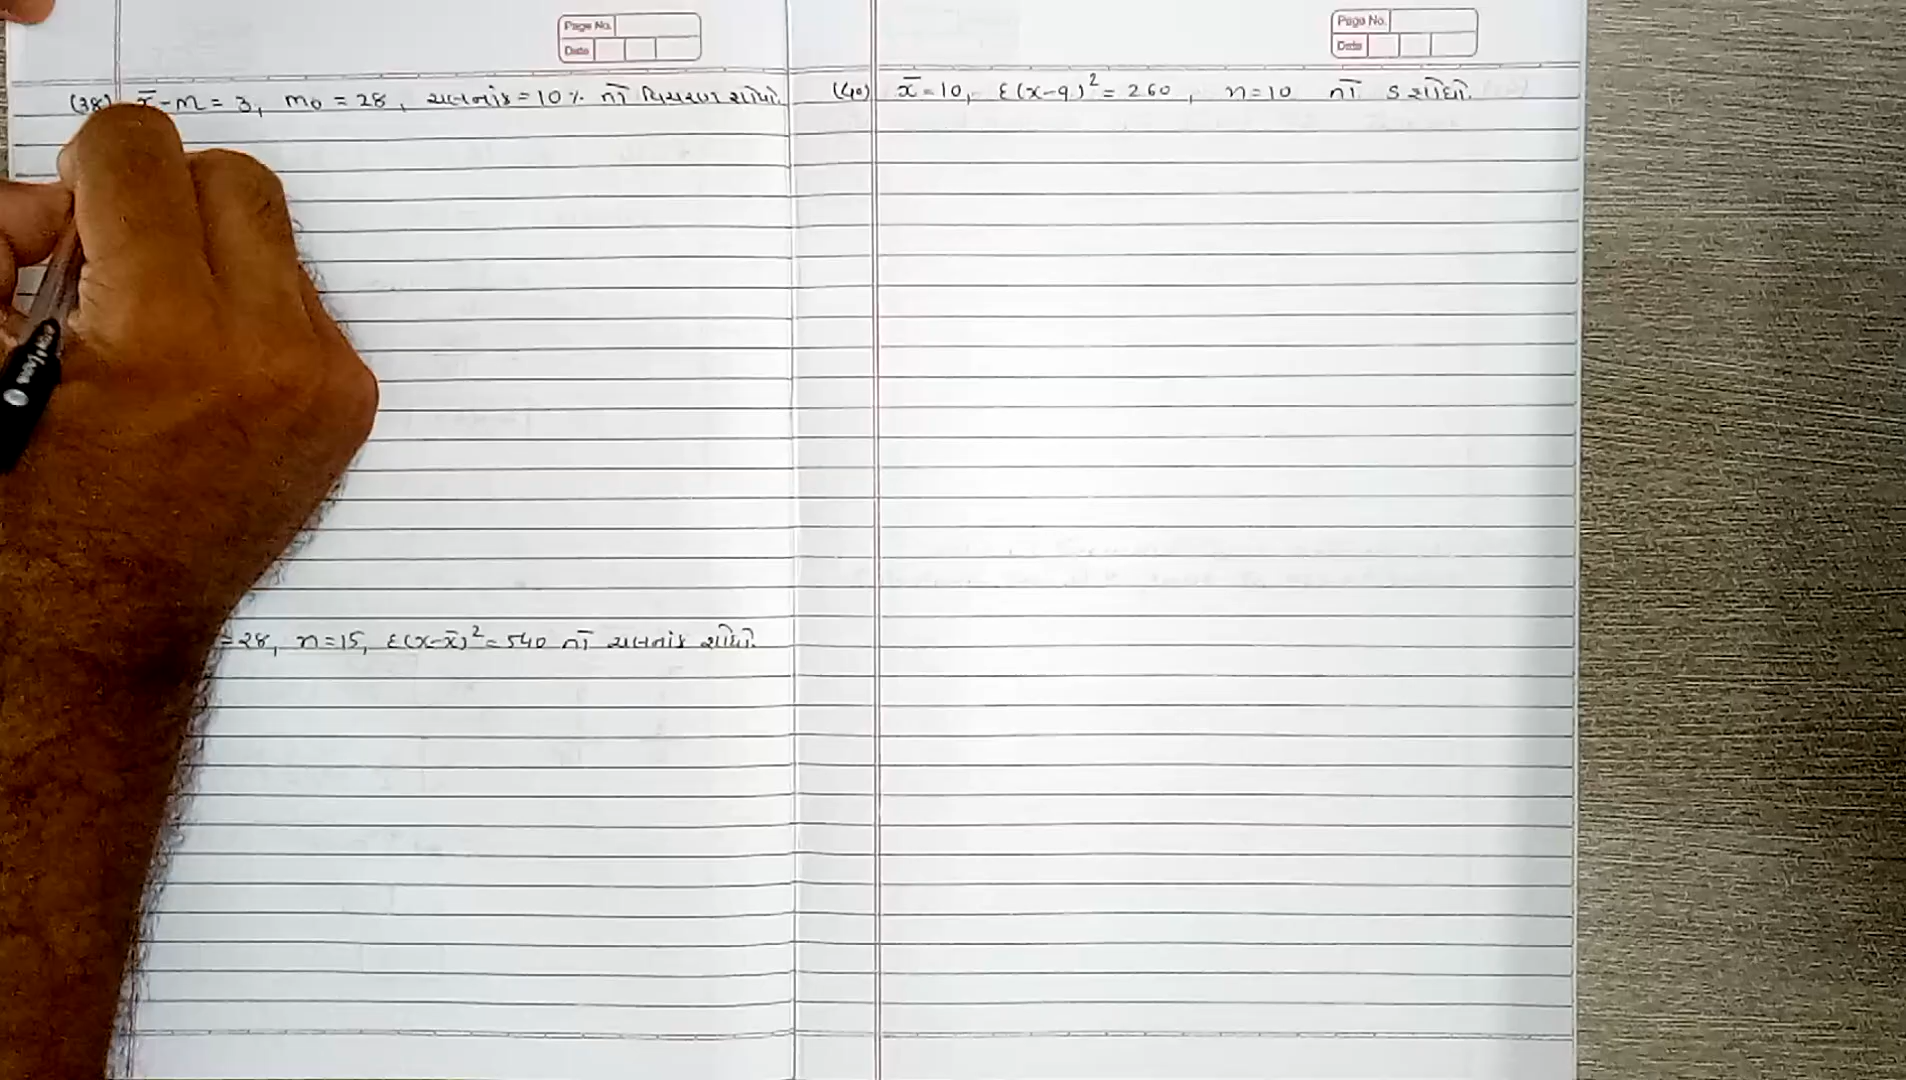 Page No.
Date
(38) x̄-m = 3, mo = 28, ચલનાંક = 10% તો વિચરણ શોધો.
=28, n=15, Σ(x-x̄)² = 540 તો ચલનાંક શોધો.
Page No.
Date
(40) x̄ = 10, Σ(x-9)² = 260, n=10 તો S શોધો.